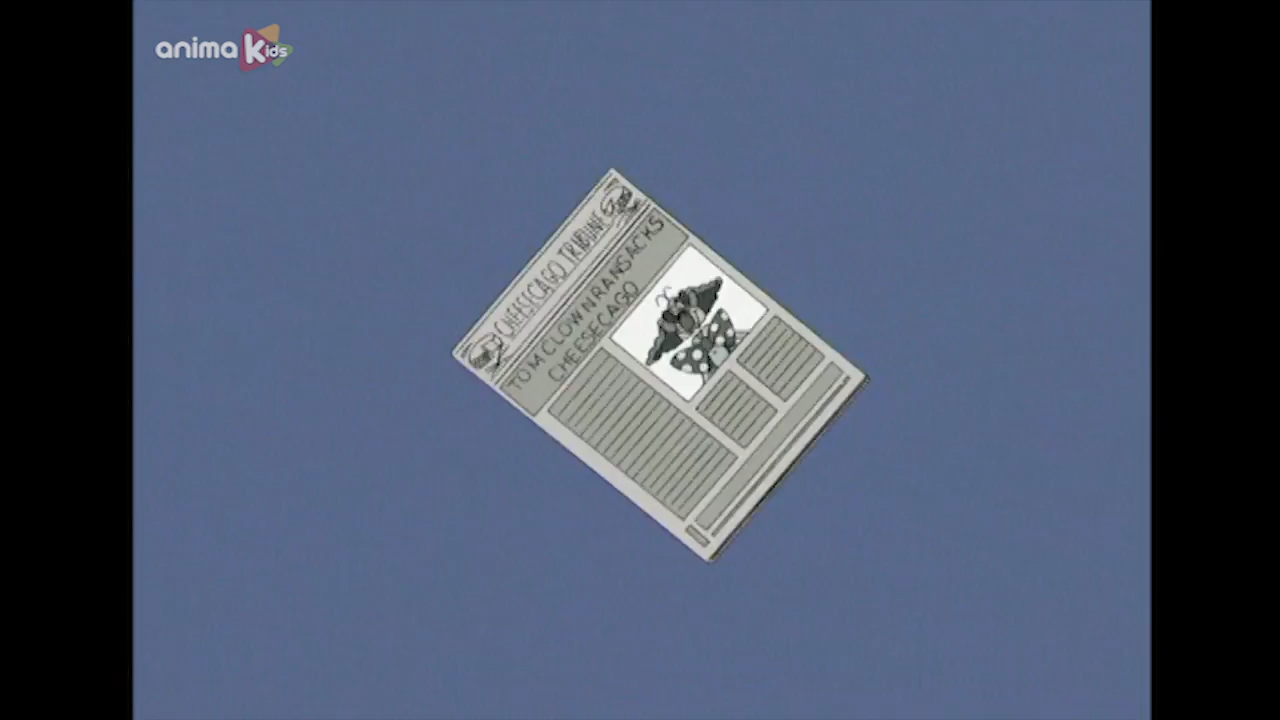 anima Kids
CHEESECAGO TRIBUNE
TOM CLOWN RANSACKS
CHEESECAGO